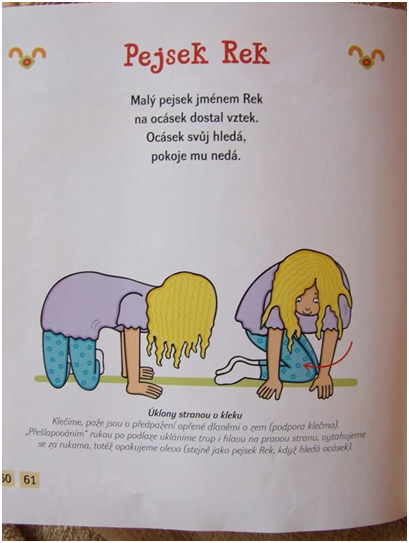 Pejsek Rek
Malý pejsek jménem Rek
na ocásek dostal vztek.
Ocásek svůj hledá,
pokoje mu nedá.
Úklony stranou v kleku
Klečíme, paže jsou v předpažení opřené dlaněmi o zem (podpora klečmo).
„Přešlapováním“ rukou po podlaze ukláníme trup i hlavu na pravou stranu, vytahujeme
se za rukama, totéž opakujeme vlevo (stejně jako pejsek Rek, když hledá ocásek).
60 61